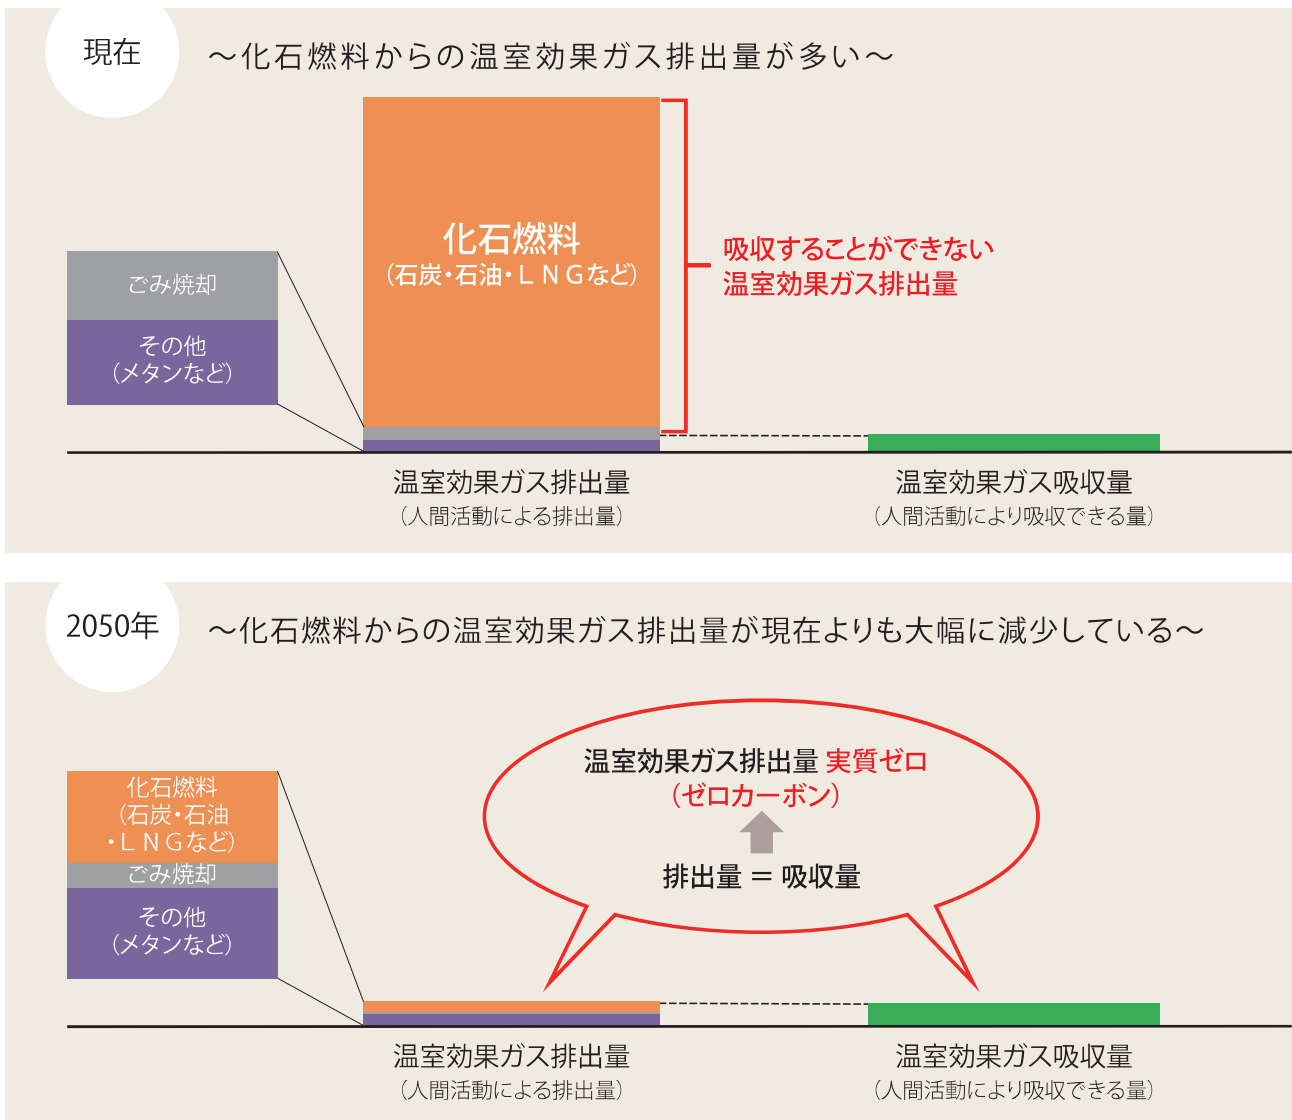 現在
～化石燃料からの温室効果ガス排出量が多い～
化石燃料
（石炭・石油・ＬＮＧなど）
吸収することができない
温室効果ガス排出量
ごみ焼却
その他
（メタンなど）
温室効果ガス排出量
（人間活動による排出量）
温室効果ガス吸収量
（人間活動により吸収できる量）
2050年
～化石燃料からの温室効果ガス排出量が現在よりも大幅に減少している～
温室効果ガス排出量 実質ゼロ
（ゼロカーボン）
排出量 ＝ 吸収量
化石燃料
（石炭・石油
・ＬＮＧなど）
ごみ焼却
その他
（メタンなど）
温室効果ガス排出量
（人間活動による排出量）
温室効果ガス吸収量
（人間活動により吸収できる量）